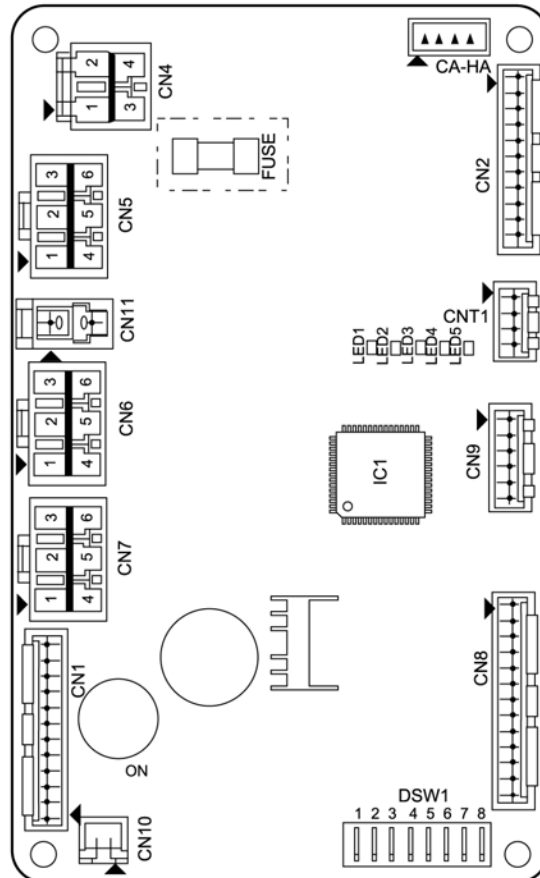 2 4
1 3
CN4
CA-HA
FUSE
CN2
3 6
2 5
1 4
CN5
CN11
CNT1
LED1
LED2
LED3
LED4
LED5
3 6
2 5
1 4
CN6
CN9
IC1
3 6
2 5
1 4
CN7
CN1
CN8
ON
DSW1
1 2 3 4 5 6 7 8
CN10